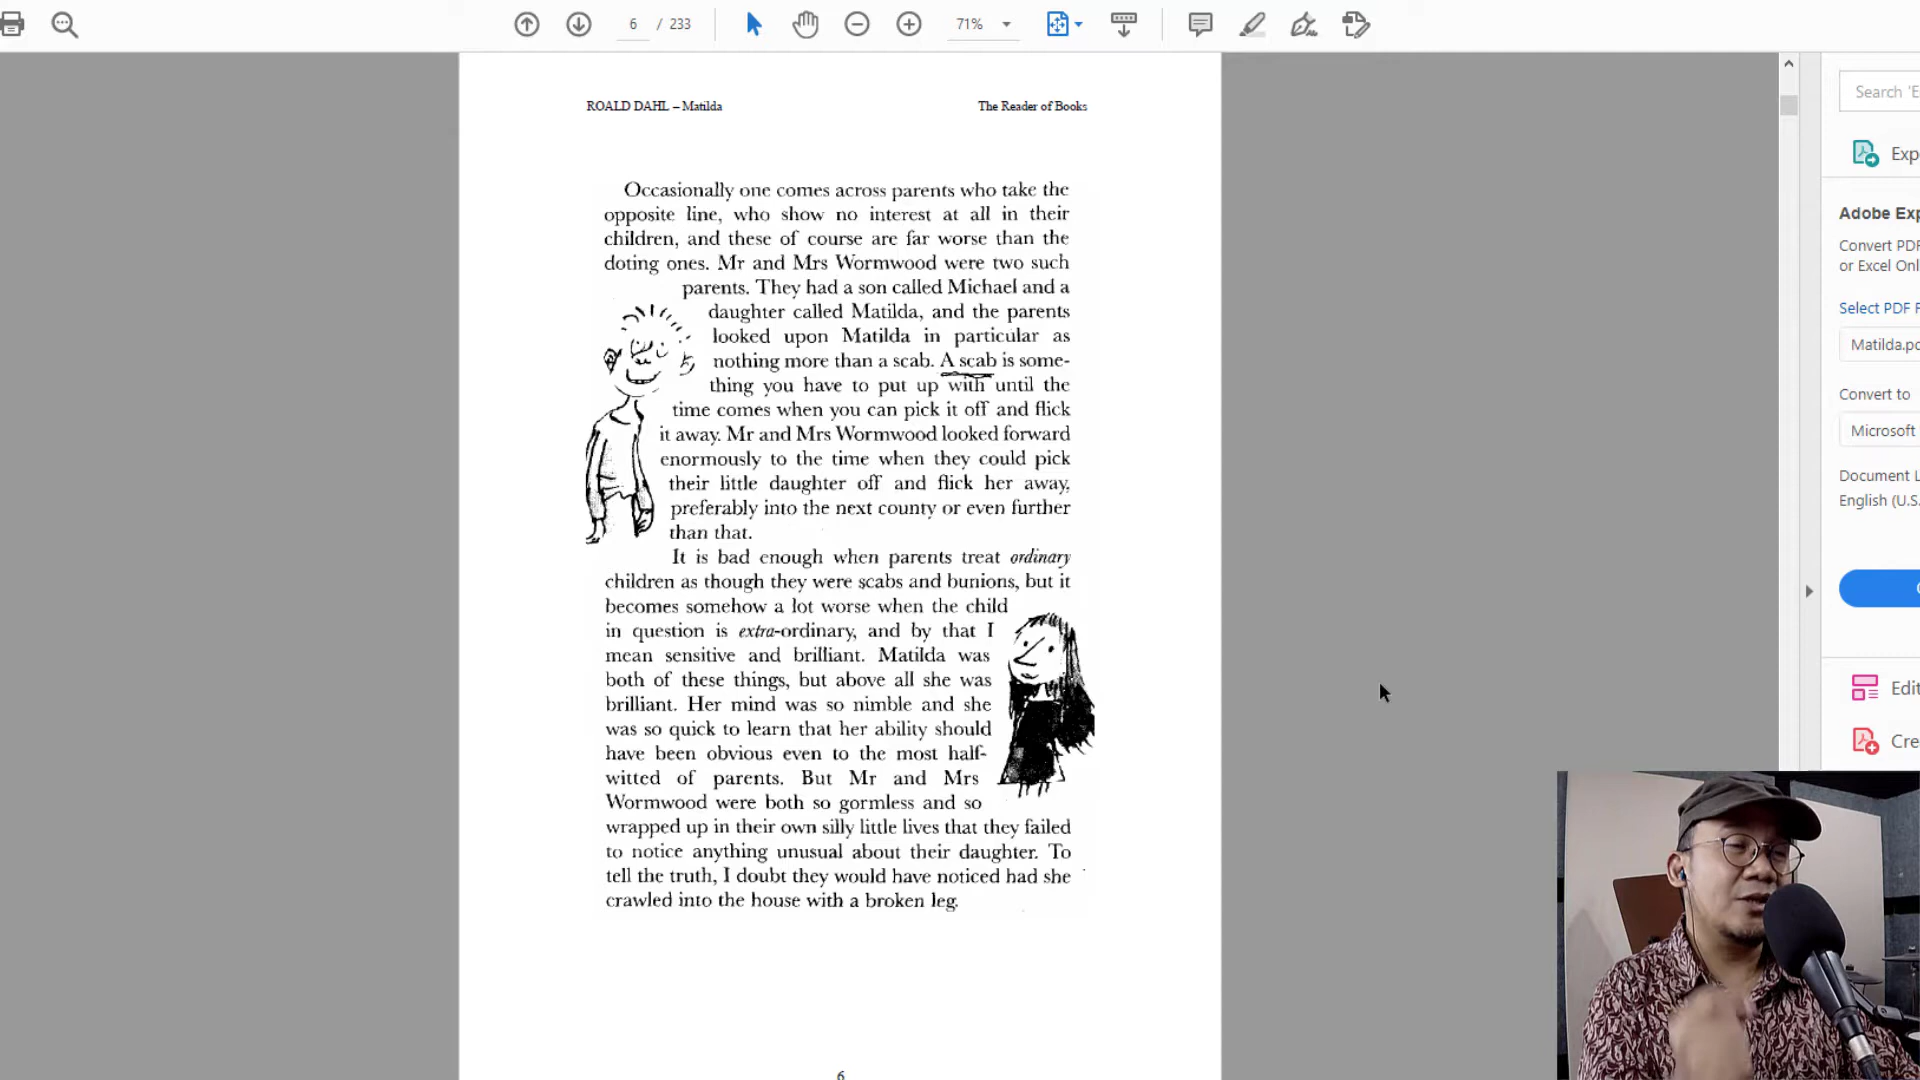 6 / 233
71%
ROALD DAHL – Matilda
The Reader of Books
Occasionally one comes across parents who take the
opposite line, who show no interest at all in their
children, and these of course are far worse than the
doting ones. Mr and Mrs Wormwood were two such
parents. They had a son called Michael and a
daughter called Matilda, and the parents
looked upon Matilda in particular as
nothing more than a scab. A scab is some-
thing you have to put up with until the
time comes when you can pick it off and flick
it away. Mr and Mrs Wormwood looked forward
enormously to the time when they could pick
their little daughter off and flick her away,
preferably into the next county or even further
than that.
It is bad enough when parents treat ordinary
children as though they were scabs and bunions, but it
becomes somehow a lot worse when the child
in question is extra-ordinary, and by that I
mean sensitive and brilliant. Matilda was
both of these things, but above all she was
brilliant. Her mind was so nimble and she
was so quick to learn that her ability should
have been obvious even to the most half-
witted of parents. But Mr and Mrs
Wormwood were both so gormless and so
wrapped up in their own silly little lives that they failed
to notice anything unusual about their daughter. To
tell the truth, I doubt they would have noticed had she
crawled into the house with a broken leg.
6
Search 'E
Exp
Adobe Exp
Convert PDF
or Excel Onl
Select PDF F
Matilda.pd
Convert to
Microsoft
Document L
English (U.S.
Edit
Cre